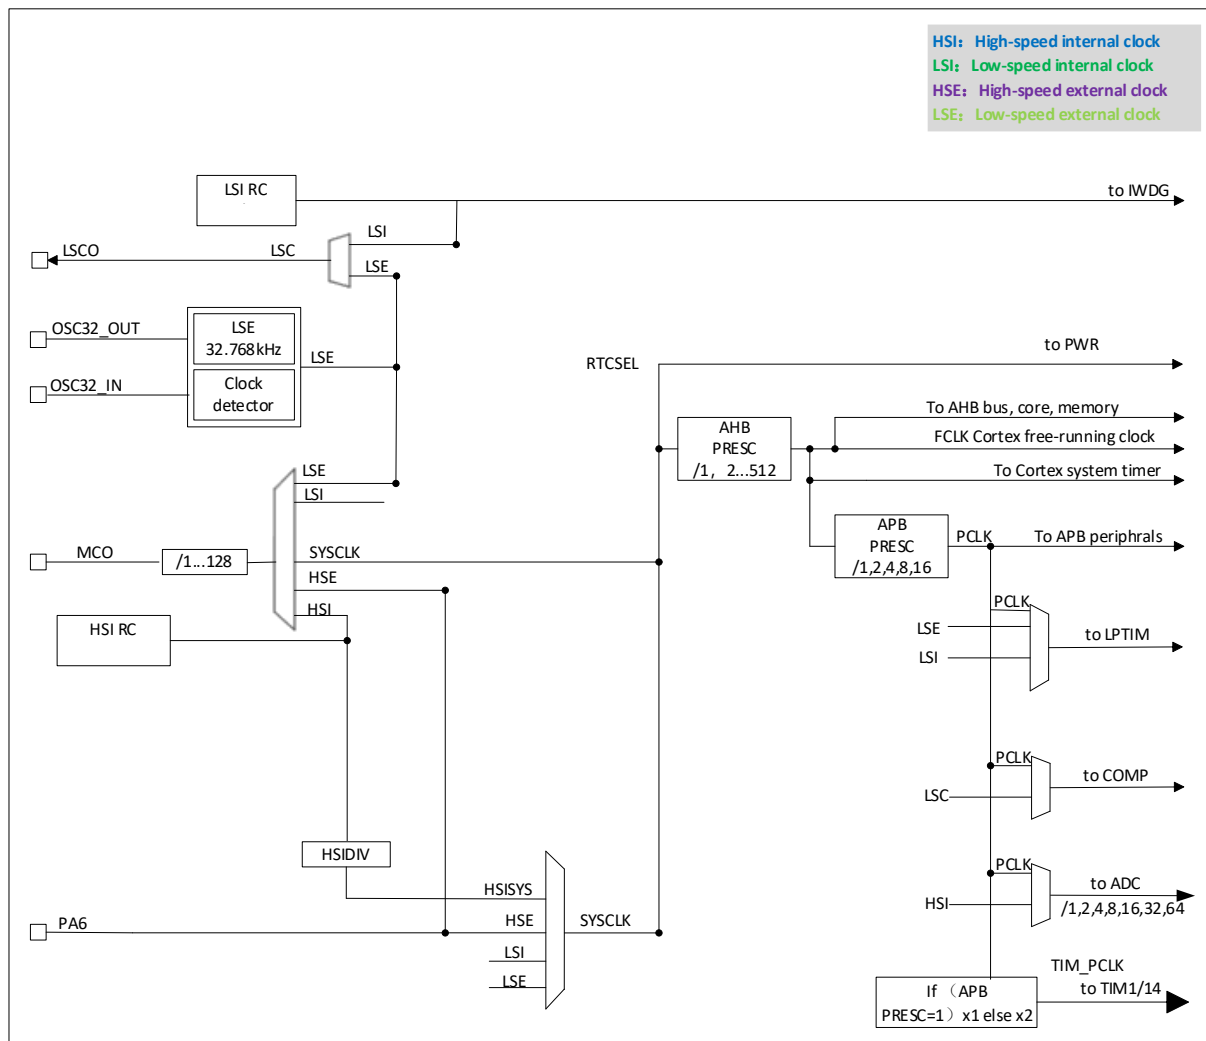 HSI：High-speed internal clock
LSI：Low-speed internal clock
HSE：High-speed external clock
LSE：Low-speed external clock
LSI RC
to IWDG
LSI
LSCO
LSC
LSE
OSC32_OUT
LSE
32.768kHz
LSE
OSC32_IN
Clock
detector
to PWR
RTCSEL
To AHB bus, core, memory
AHB
PRESC
/1， 2...512
FCLK Cortex free-running clock
To Cortex system timer
LSE
LSI
APB
PRESC
/1,2,4,8,16
PCLK
To APB periphrals
MCO
/1...128
SYSCLK
HSE
HSI
HSI RC
PCLK
LSE
LSI
to LPTIM
PCLK
LSC
to COMP
HSIDIV
PCLK
HSI
to ADC
/1,2,4,8,16,32,64
HSISYS
PA6
HSE
SYSCLK
LSI
LSE
TIM_PCLK
to TIM1/14
If （APB
PRESC=1）x1 else x2